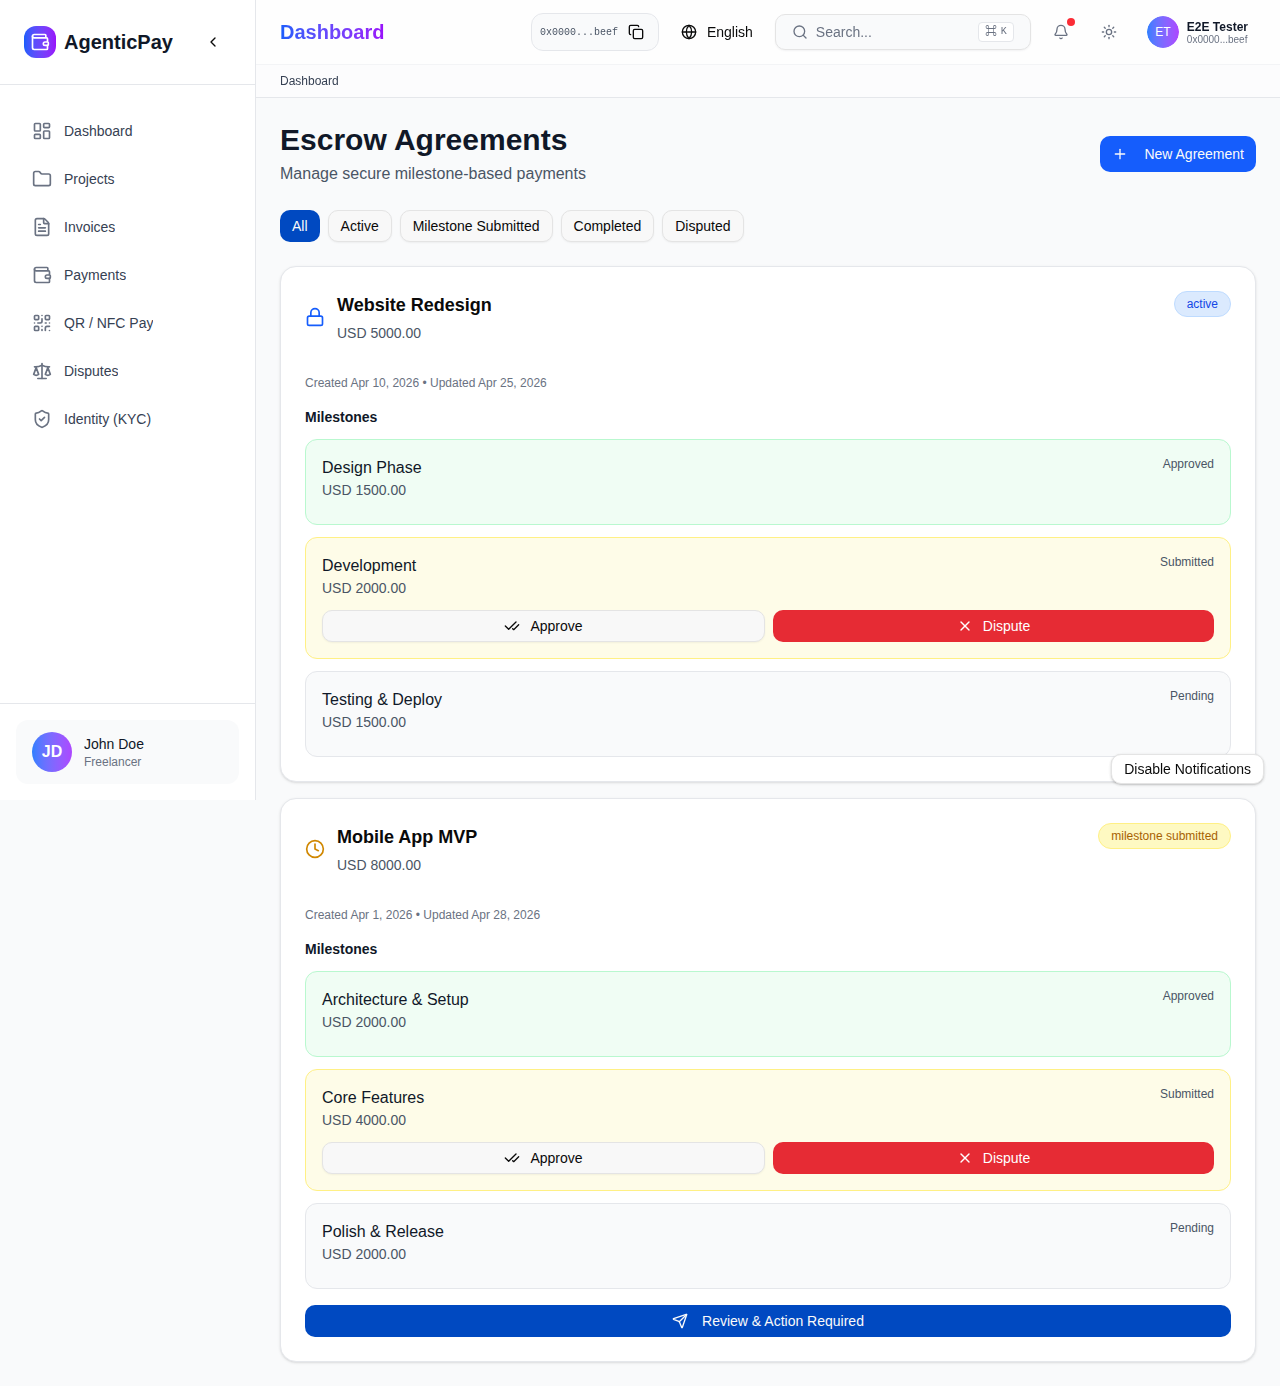 AgenticPay
Dashboard
Projects
Invoices
Payments
QR / NFC Pay
Disputes
Identity (KYC)
JD
John Doe
Freelancer
Dashboard
0x0000...beef
English
Search...
⌘ K
ET
E2E Tester
0x0000...beef
Dashboard
Escrow Agreements
Manage secure milestone-based payments
New Agreement
All
Active
Milestone Submitted
Completed
Disputed
Website Redesign
active
USD 5000.00
Created Apr 10, 2026 • Updated Apr 25, 2026
Milestones
Design Phase
Approved
USD 1500.00
Development
Submitted
USD 2000.00
Approve
Dispute
Testing & Deploy
Pending
USD 1500.00
Disable Notifications
Mobile App MVP
milestone submitted
USD 8000.00
Created Apr 1, 2026 • Updated Apr 28, 2026
Milestones
Architecture & Setup
Approved
USD 2000.00
Core Features
Submitted
USD 4000.00
Approve
Dispute
Polish & Release
Pending
USD 2000.00
Review & Action Required